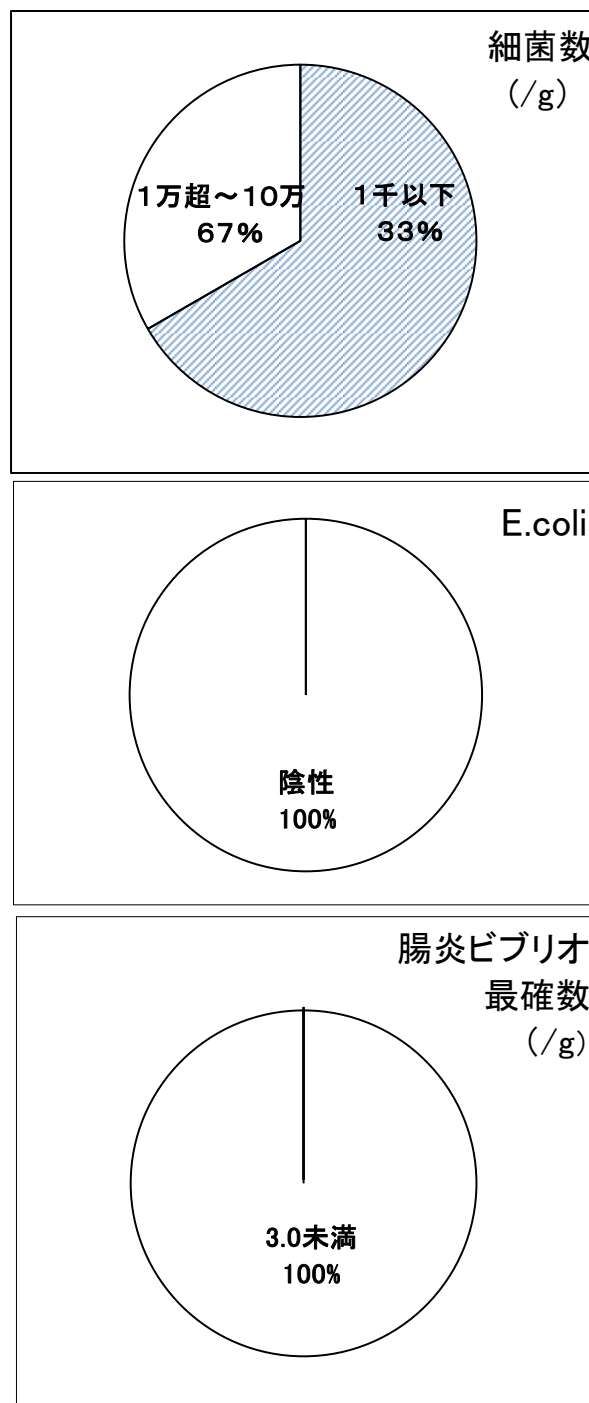 細菌数
(/g)
1万超～10万
67%
1千以下
33%
E.coli
陰性
100%
腸炎ビブリオ
最確数
(/g)
3.0未満
100%